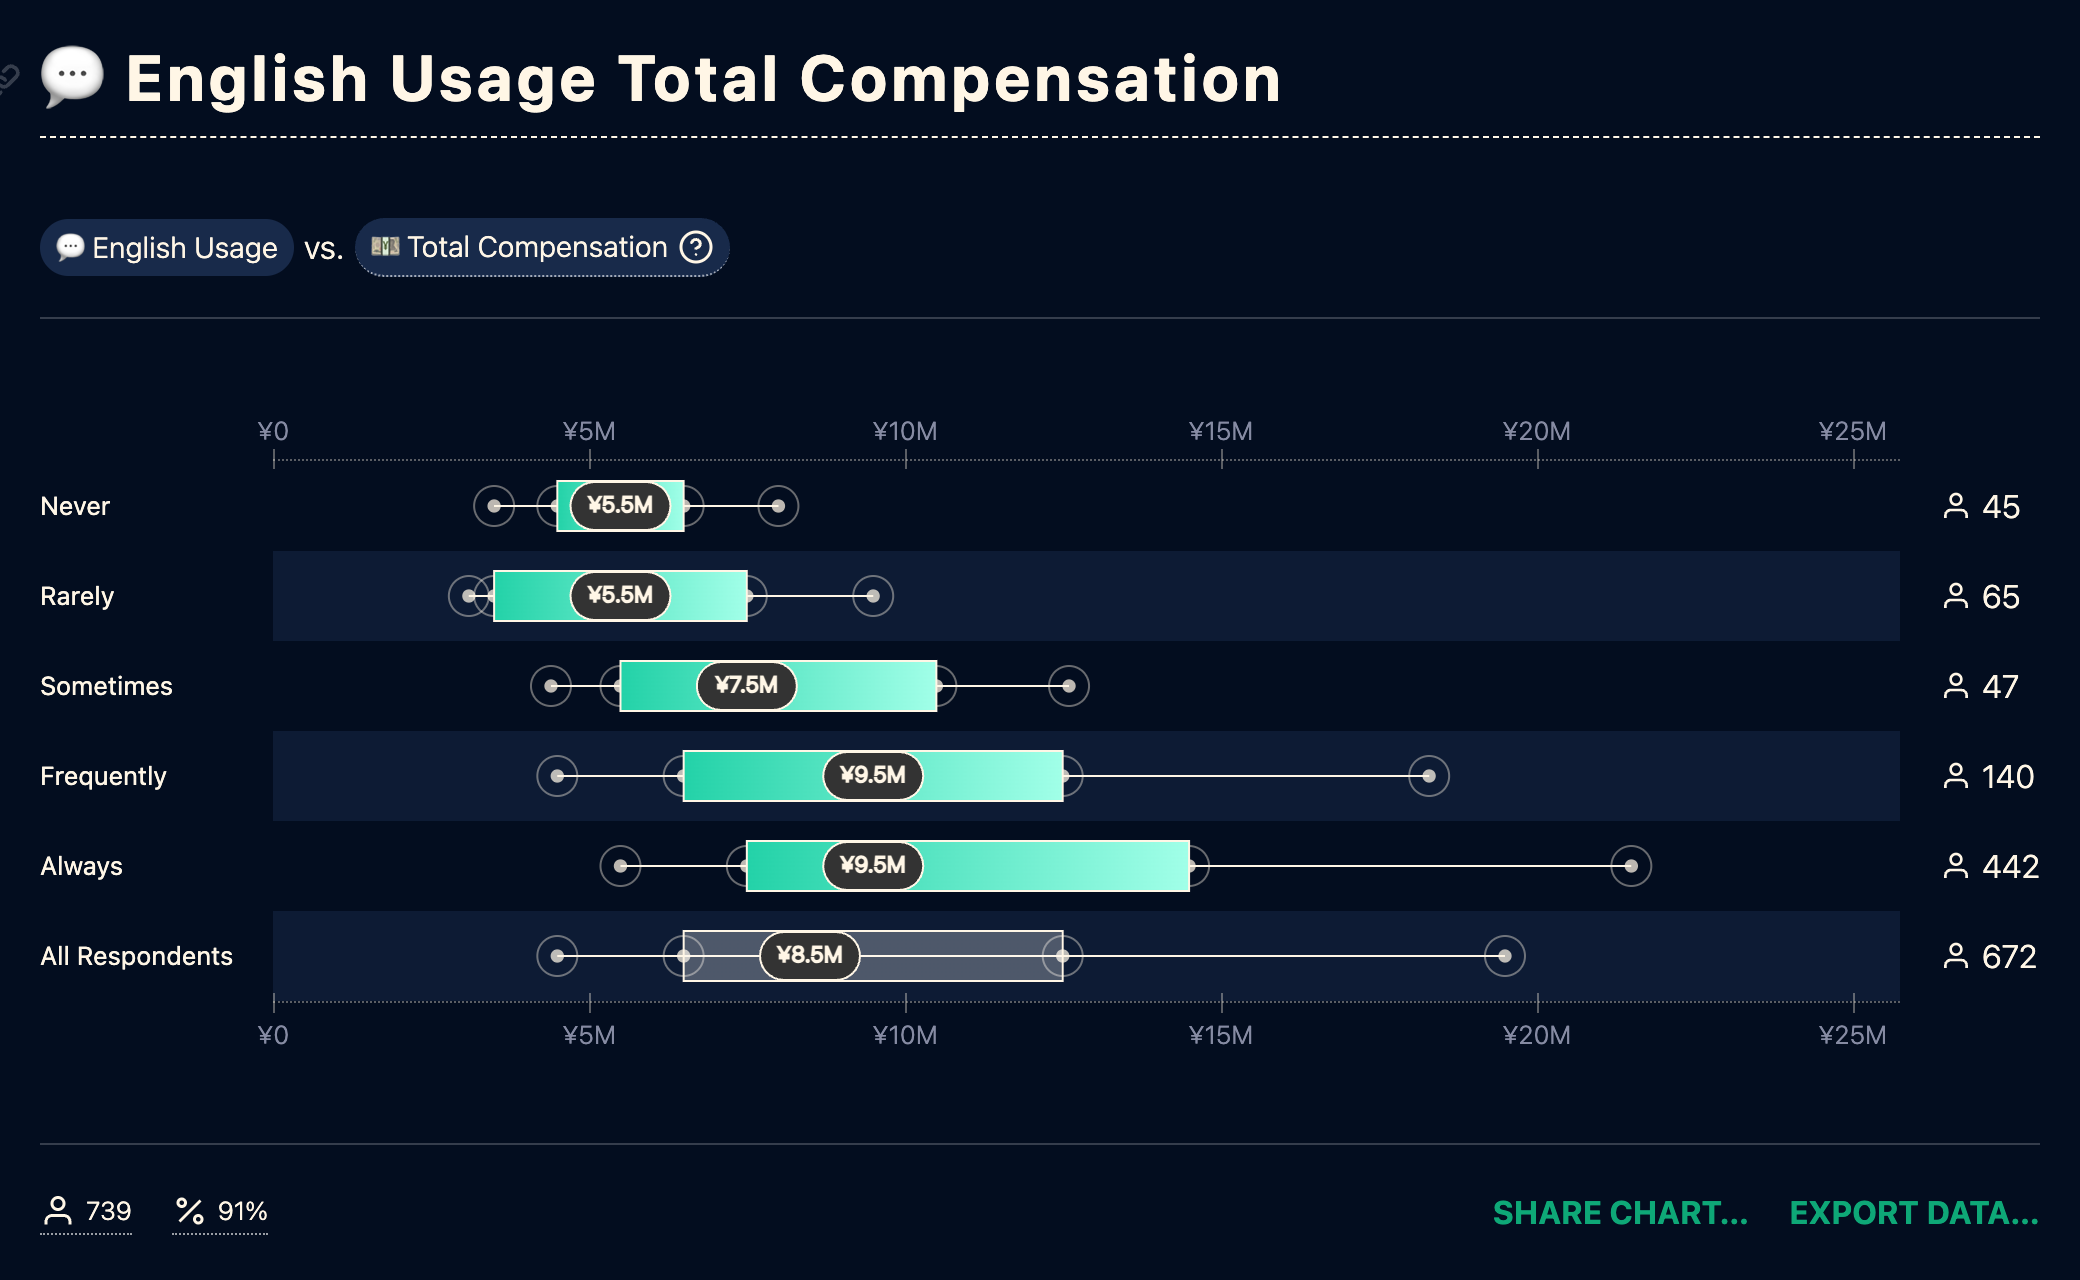 English Usage Total Compensation
English Usage vs. Total Compensation ?
¥0 ¥5M ¥10M ¥15M ¥20M ¥25M
Never ¥5.5M 45
Rarely ¥5.5M 65
Sometimes ¥7.5M 47
Frequently ¥9.5M 140
Always ¥9.5M 442
All Respondents ¥8.5M 672
¥0 ¥5M ¥10M ¥15M ¥20M ¥25M
739 % 91% SHARE CHART... EXPORT DATA...